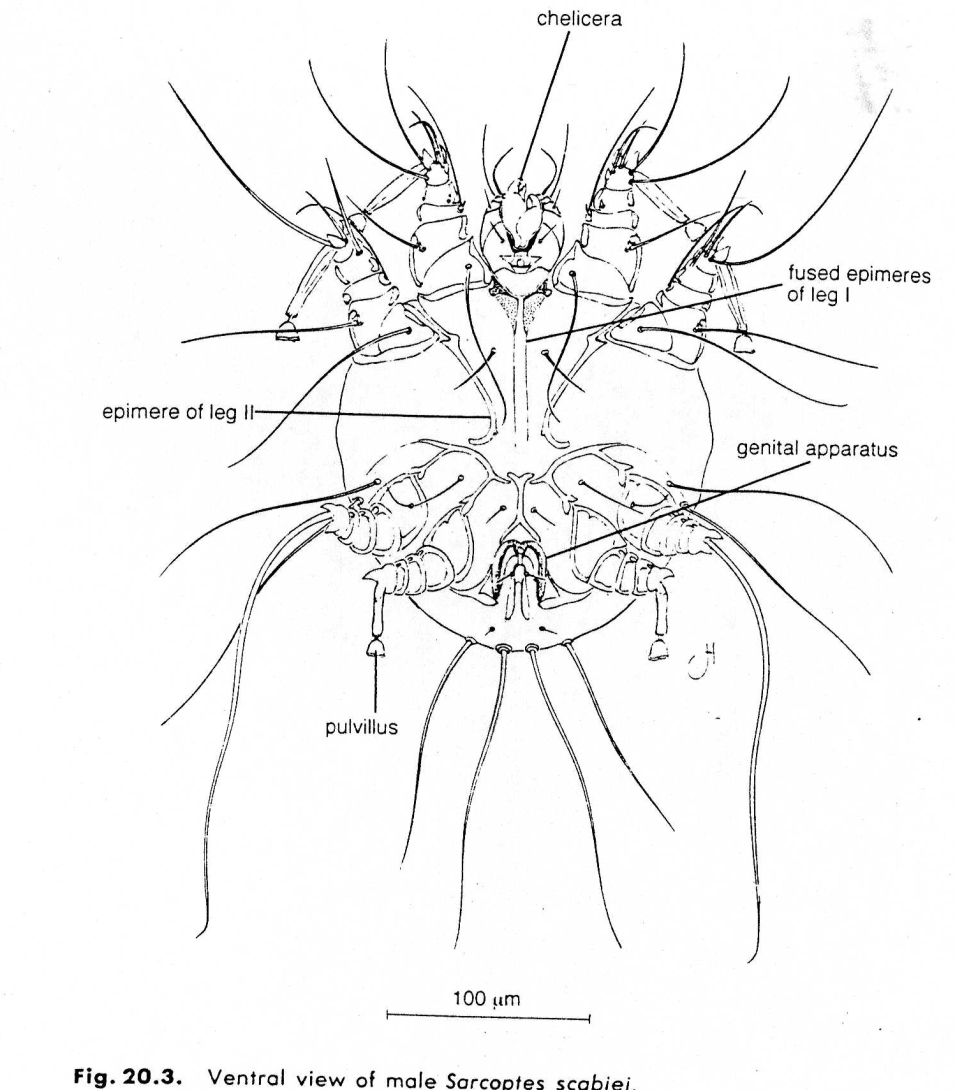 chelicera
fused epimeres
of leg I
epimere of leg II
genital apparatus
pulvillus
100 μm
Fig. 20.3. Ventral view of male Sarcoptes scabiei.